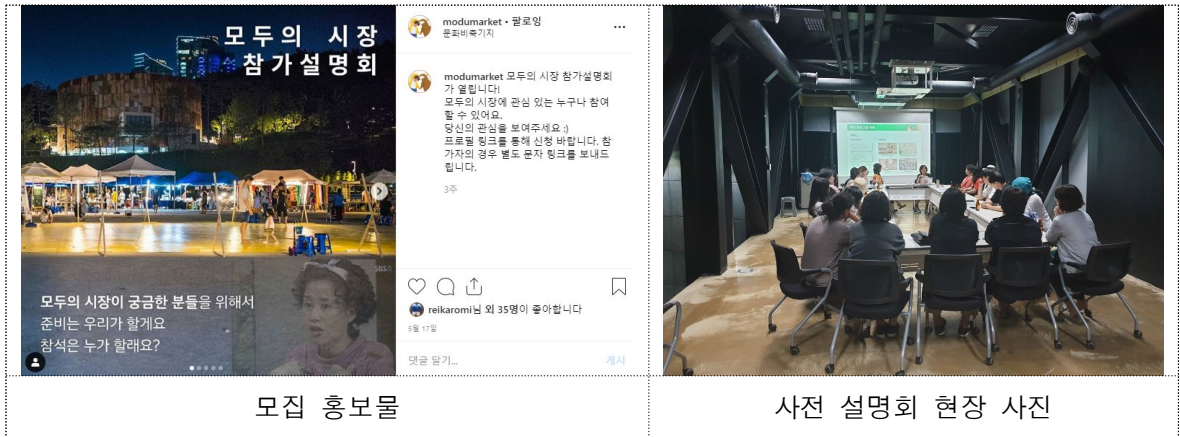 모두의 시장
참가설명회
SBS
모두의 시장이 궁금한 분들을 위해서
준비는 우리가 할게요
참석은 누가 할래요?
modumarket • 팔로잉
문화비축기지
modumarket 모두의 시장 참가설명회
가 열립니다!
모두의 시장에 관심 있는 누구나 참여
할 수 있어요.
당신의 관심을 보여주세요 :)
프로필 링크를 통해 신청 바랍니다. 참
가자의 경우 별도 문자 링크를 보내드
립니다.
3주
reikaromi님 외 35명이 좋아합니다
5월 17일
댓글 달기...
게시
모집 홍보물
사전 설명회 현장 사진